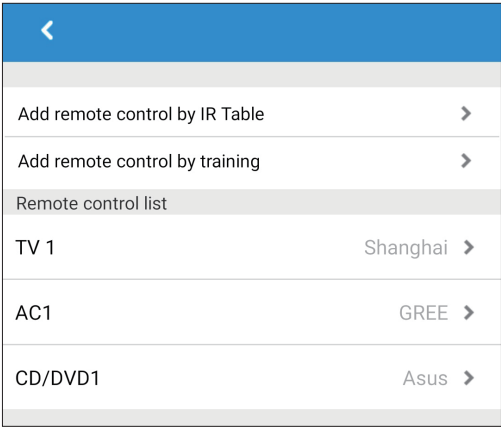 Add remote control by IR Table
Add remote control by training
Remote control list
TV 1 Shanghai
AC1 GREE
CD/DVD1 Asus